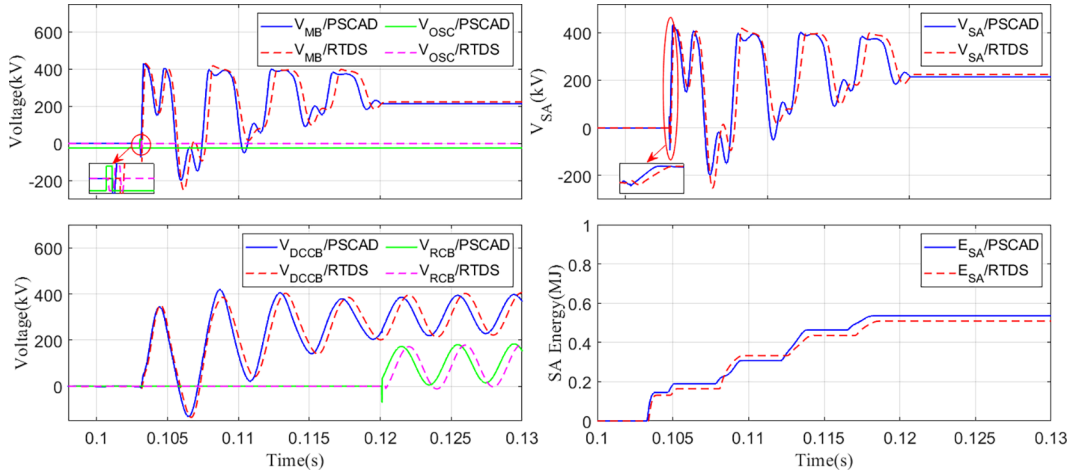 V_MB/PSCAD V_OSC/PSCAD
V_MB/RTDS V_OSC/RTDS
Voltage(kV)
600
400
200
0
-200
V_SA/PSCAD
V_SA/RTDS
V_SA(kV)
400
200
0
-200
V_DCCB/PSCAD V_RCB/PSCAD
V_DCCB/RTDS V_RCB/RTDS
Voltage(kV)
600
400
200
0
0.1 0.105 0.11 0.115 0.12 0.125 0.13
Time(s)
E_SA/PSCAD
E_SA/RTDS
SA Energy(MJ)
1
0.8
0.6
0.4
0.2
0
0.1 0.105 0.11 0.115 0.12 0.125 0.13
Time(s)